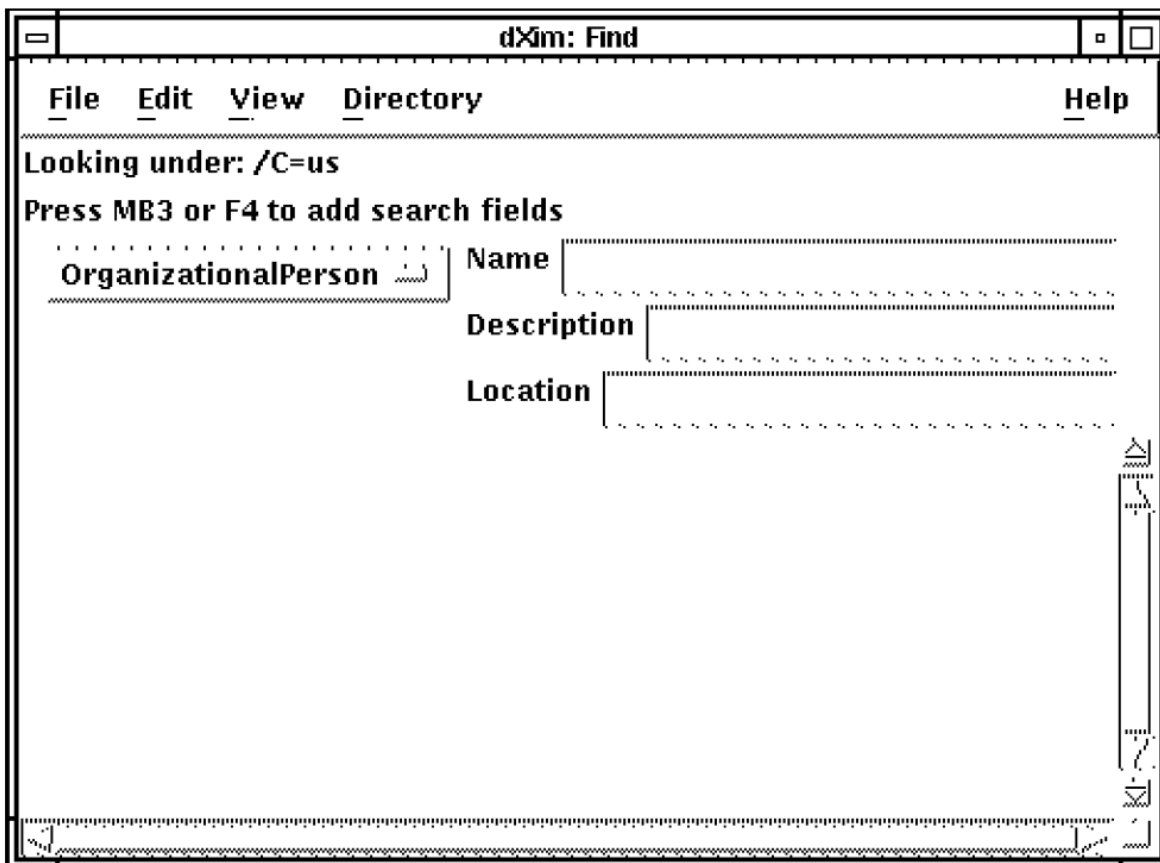 dXim: Find
File Edit View Directory Help
Looking under: /C=us
Press MB3 or F4 to add search fields
OrganizationalPerson
Name
Description
Location